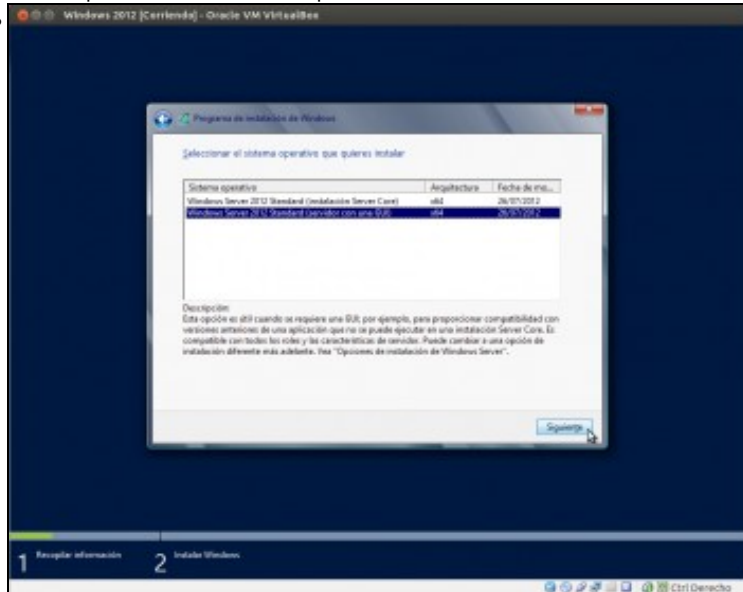 Windows 2012 [Corriendo] - Oracle VM VirtualBox
Programa de instalación de Windows
Seleccionar el sistema operativo que quieres instalar
Sistema operativo Arquitectura Fecha de mo...
Windows Server 2012 Standard (instalación Server Core) x64 26/07/2012
Windows Server 2012 Standard (servidor con una GUI) x64 26/07/2012
Descripción:
Esta opción es útil cuando se requiere una GUI; por ejemplo, para proporcionar compatibilidad con
versiones anteriores de una aplicación que no se puede ejecutar en una instalación Server Core. Es
compatible con todos los roles y las características de servidor. Puede cambiar a una opción de
instalación diferente más adelante. Vea "Opciones de instalación de Windows Server".
Siguiente
1 Recopilar información 2 Instalar Windows
Ctrl Derecho